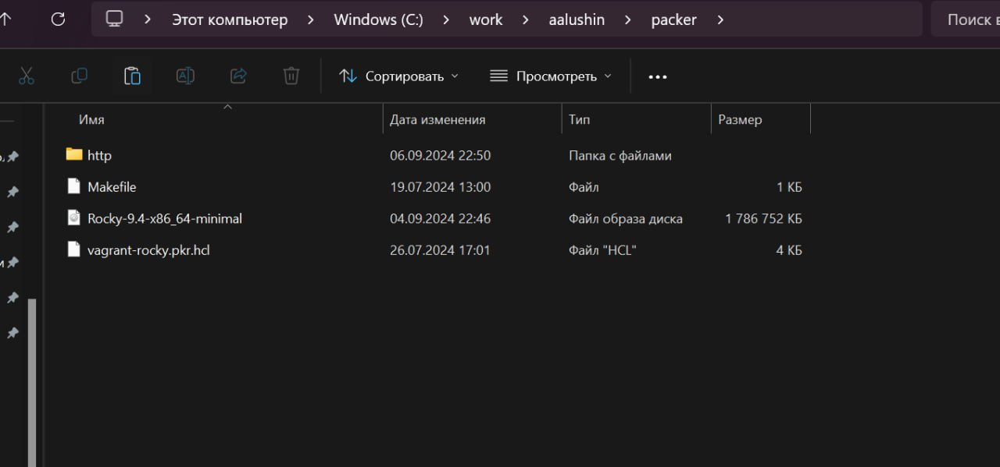 Этот компьютер > Windows (C:) > work > aalushin > packer >
Сортировать Просмотреть
Имя Дата изменения Тип Размер
http 06.09.2024 22:50 Папка с файлами
Makefile 19.07.2024 13:00 Файл 1 КБ
Rocky-9.4-x86_64-minimal 04.09.2024 22:46 Файл образа диска 1 786 752 КБ
vagrant-rocky.pkr.hcl 26.07.2024 17:01 Файл "HCL" 4 КБ